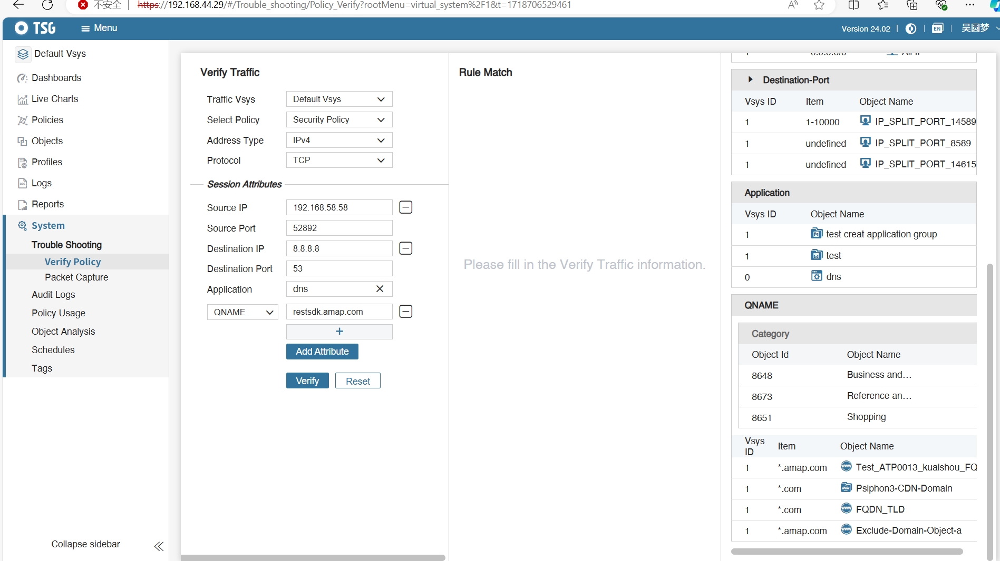 不安全 | https://192.168.44.29/#/Trouble_shooting/Policy_Verify?rootMenu=virtual_system%2F1&t=1718706529461
TSG
Menu
Version 24.02
EN
吴圆梦
Default Vsys
Dashboards
Live Charts
Policies
Objects
Profiles
Logs
Reports
System
Trouble Shooting
Verify Policy
Packet Capture
Audit Logs
Policy Usage
Object Analysis
Schedules
Tags
Collapse sidebar
Verify Traffic
Traffic Vsys Default Vsys
Select Policy Security Policy
Address Type IPv4
Protocol TCP
Session Attributes
Source IP 192.168.58.58
Source Port 52892
Destination IP 8.8.8.8
Destination Port 53
Application dns
QNAME restsdk.amap.com
+
Add Attribute
Verify Reset
Rule Match
Please fill in the Verify Traffic information.
Destination-Port
Vsys ID Item Object Name
1 1-10000 IP_SPLIT_PORT_14589
1 undefined IP_SPLIT_PORT_8589
1 undefined IP_SPLIT_PORT_14615
Application
Vsys ID Object Name
1 test creat application group
1 test
0 dns
QNAME
Category
Object Id Object Name
8648 Business and…
8673 Reference an…
8651 Shopping
Vsys ID Item Object Name
1 *.amap.com Test_ATP0013_kuaishou_FQ
1 *.com Psiphon3-CDN-Domain
1 *.com FQDN_TLD
1 *.amap.com Exclude-Domain-Object-a